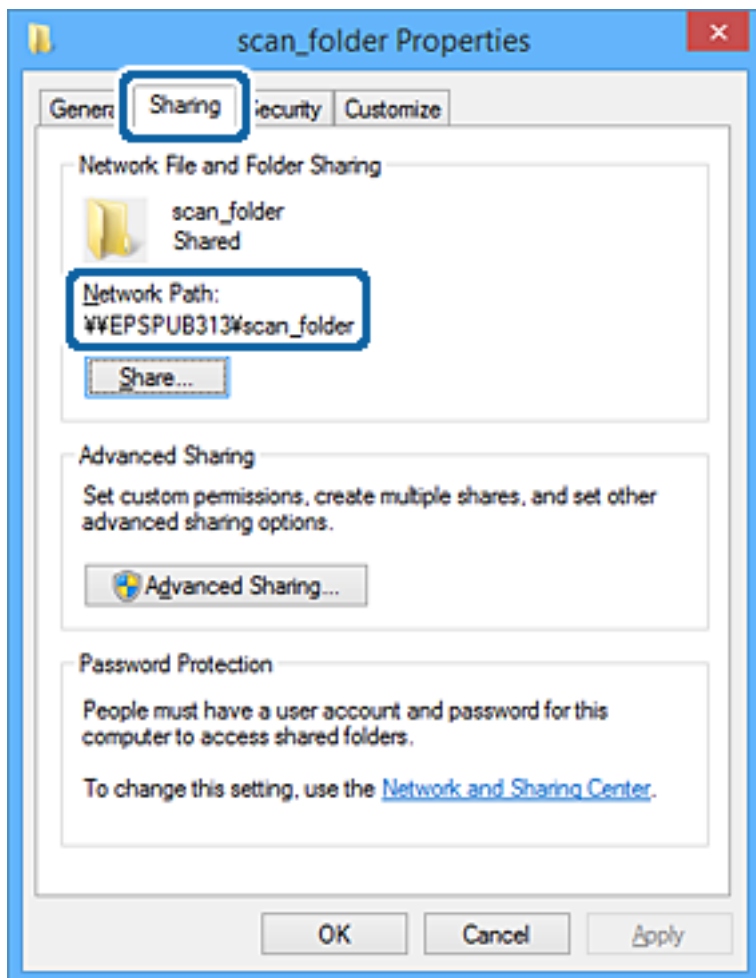 scan_folder Properties
General Sharing Security Customize
Network File and Folder Sharing
scan_folder
Shared
Network Path:
¥¥EPSPUB313¥scan_folder
Share...
Advanced Sharing
Set custom permissions, create multiple shares, and set other
advanced sharing options.
Advanced Sharing...
Password Protection
People must have a user account and password for this
computer to access shared folders.
To change this setting, use the Network and Sharing Center.
OK Cancel Apply